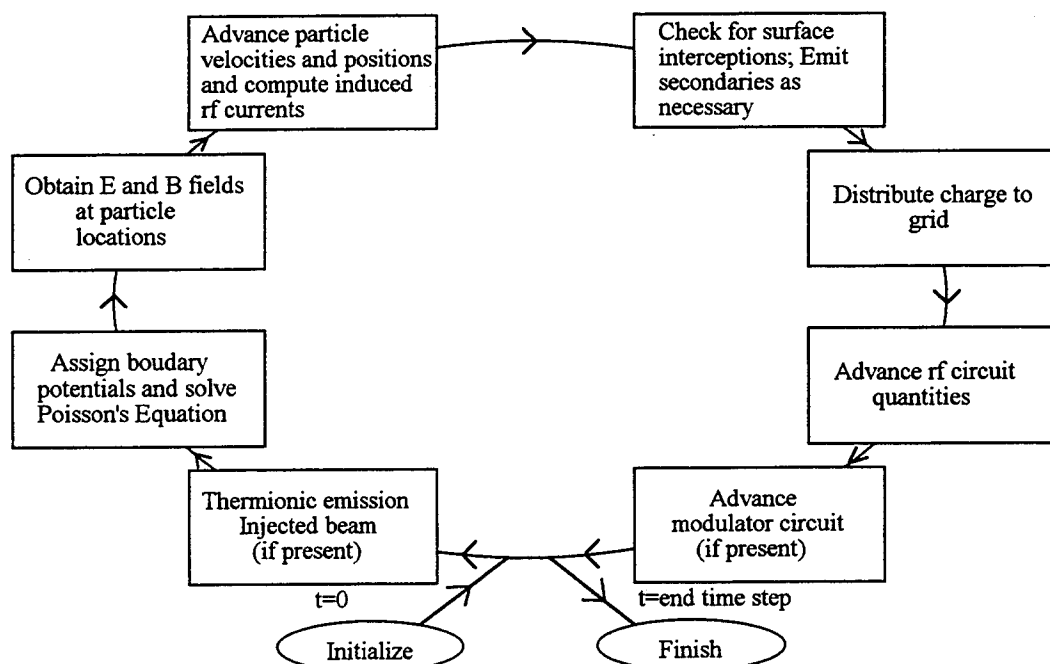 Advance particle
velocities and positions
and compute induced
rf currents
Check for surface
interceptions; Emit
secondaries as
necessary
Obtain E and B fields
at particle
locations
Distribute charge to
grid
Assign boudary
potentials and solve
Poisson's Equation
Advance rf circuit
quantities
Thermionic emission
Injected beam
(if present)
Advance
modulator circuit
(if present)
t=0
t=end time step
Initialize
Finish